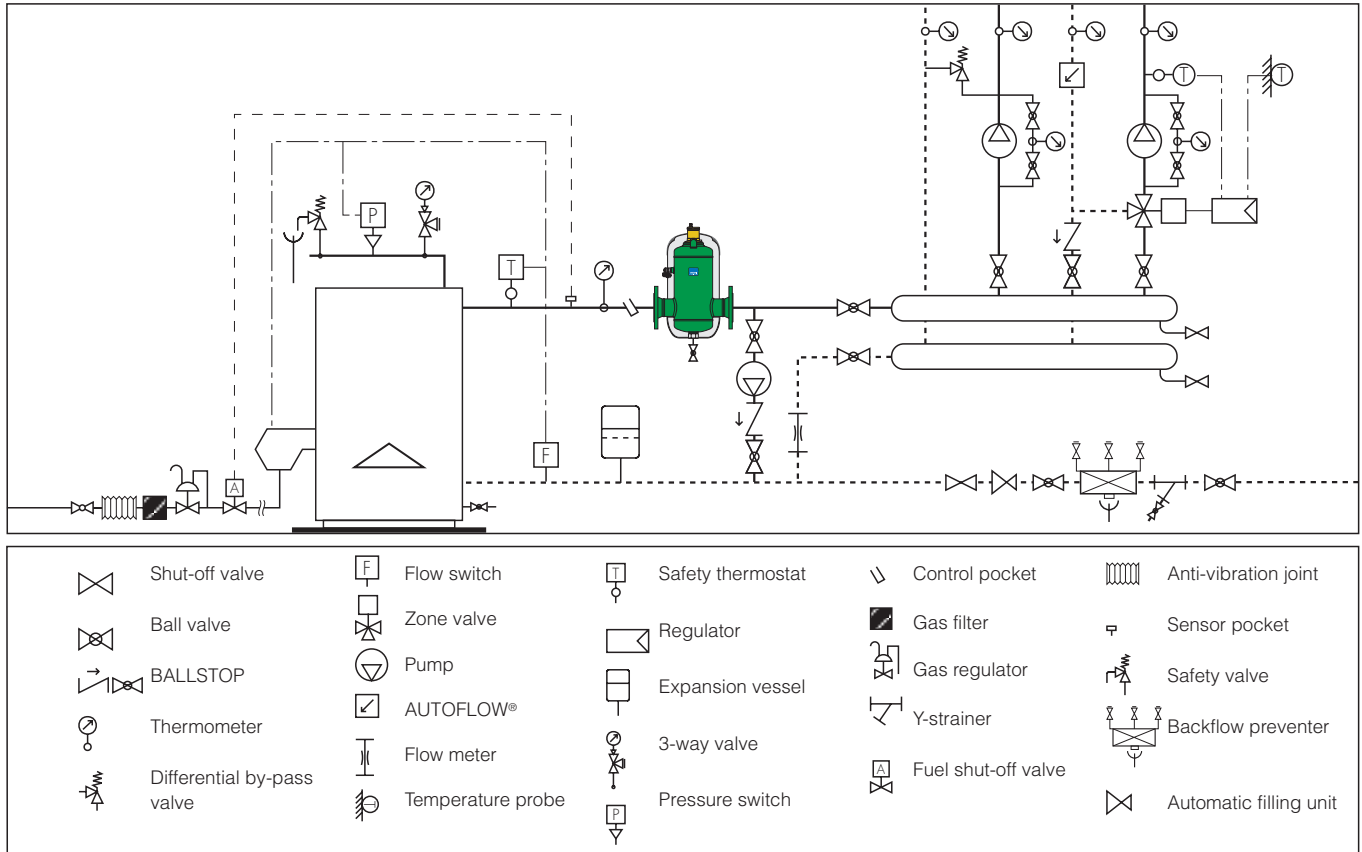 T
T
P
T
F
A
F
T
A
P
Shut-off valve
Ball valve
BALLSTOP
Thermometer
Differential by-pass
valve
Flow switch
Zone valve
Pump
AUTOFLOW®
Flow meter
Temperature probe
Safety thermostat
Regulator
Expansion vessel
3-way valve
Pressure switch
Control pocket
Gas filter
Gas regulator
Y-strainer
Fuel shut-off valve
Anti-vibration joint
Sensor pocket
Safety valve
Backflow preventer
Automatic filling unit